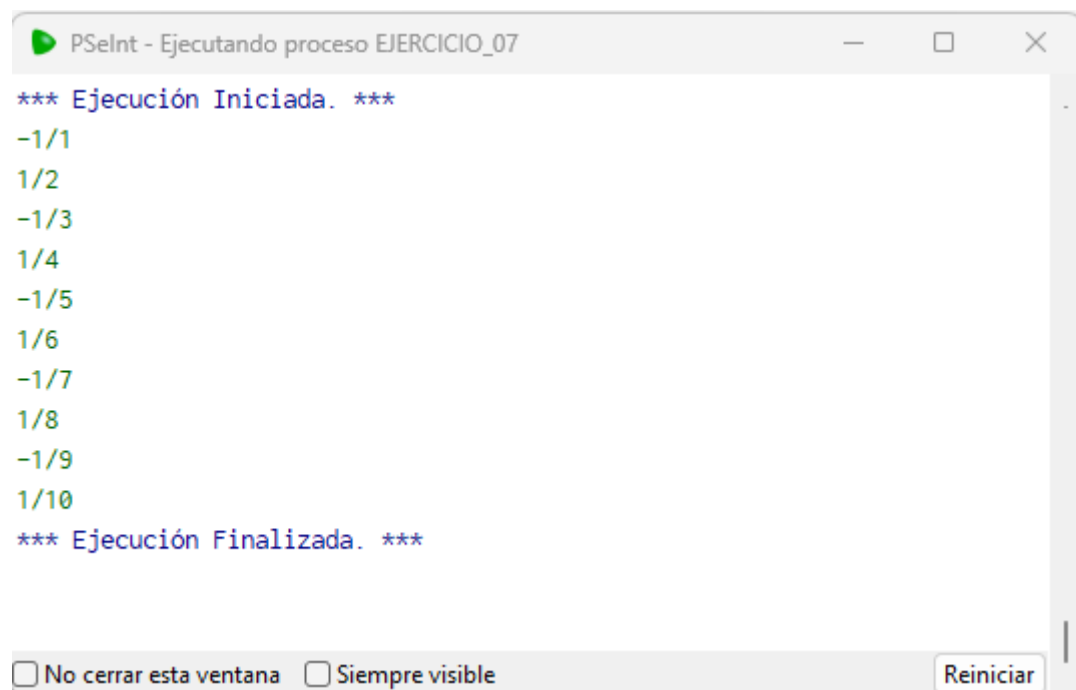 PSeInt - Ejecutando proceso EJERCICIO_07
*** Ejecución Iniciada. ***
-1/1
1/2
-1/3
1/4
-1/5
1/6
-1/7
1/8
-1/9
1/10
*** Ejecución Finalizada. ***
No cerrar esta ventana Siempre visible Reiniciar